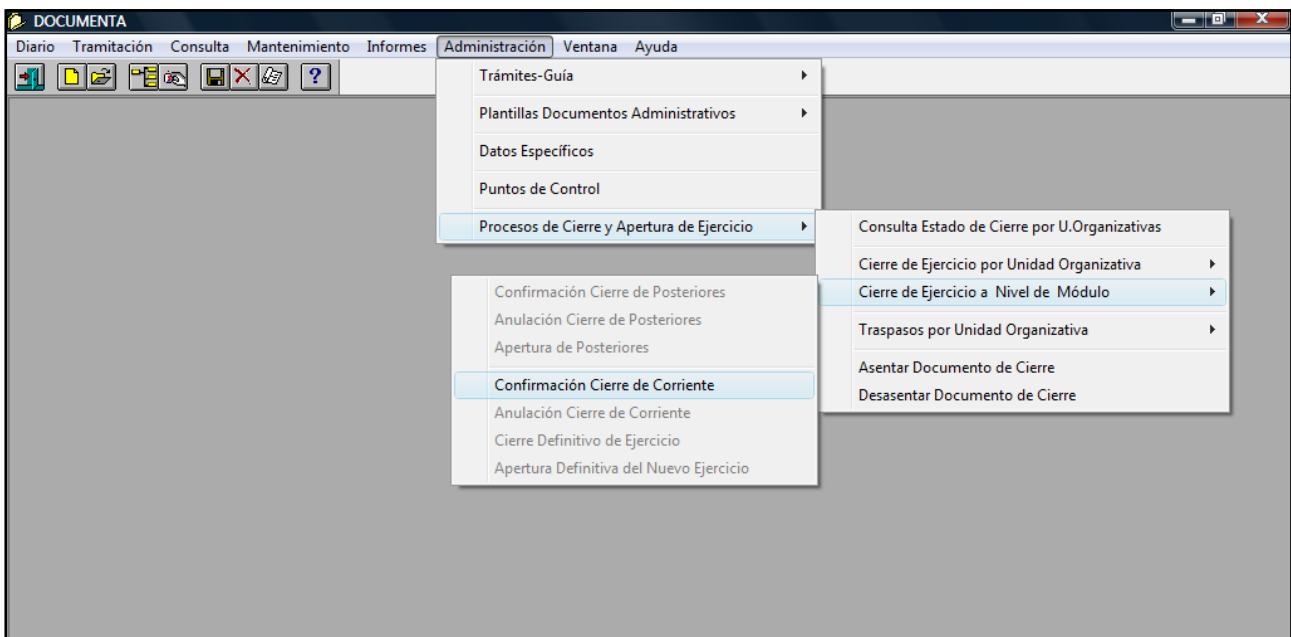 DOCUMENTA
Diario Tramitación Consulta Mantenimiento Informes Administración Ventana Ayuda
?
Trámites-Guía
Plantillas Documentos Administrativos
Datos Específicos
Puntos de Control
Procesos de Cierre y Apertura de Ejercicio
Consulta Estado de Cierre por U.Organizativas
Cierre de Ejercicio por Unidad Organizativa
Cierre de Ejercicio a Nivel de Módulo
Traspasos por Unidad Organizativa
Asentar Documento de Cierre
Desasentar Documento de Cierre
Confirmación Cierre de Posteriores
Anulación Cierre de Posteriores
Apertura de Posteriores
Confirmación Cierre de Corriente
Anulación Cierre de Corriente
Cierre Definitivo de Ejercicio
Apertura Definitiva del Nuevo Ejercicio